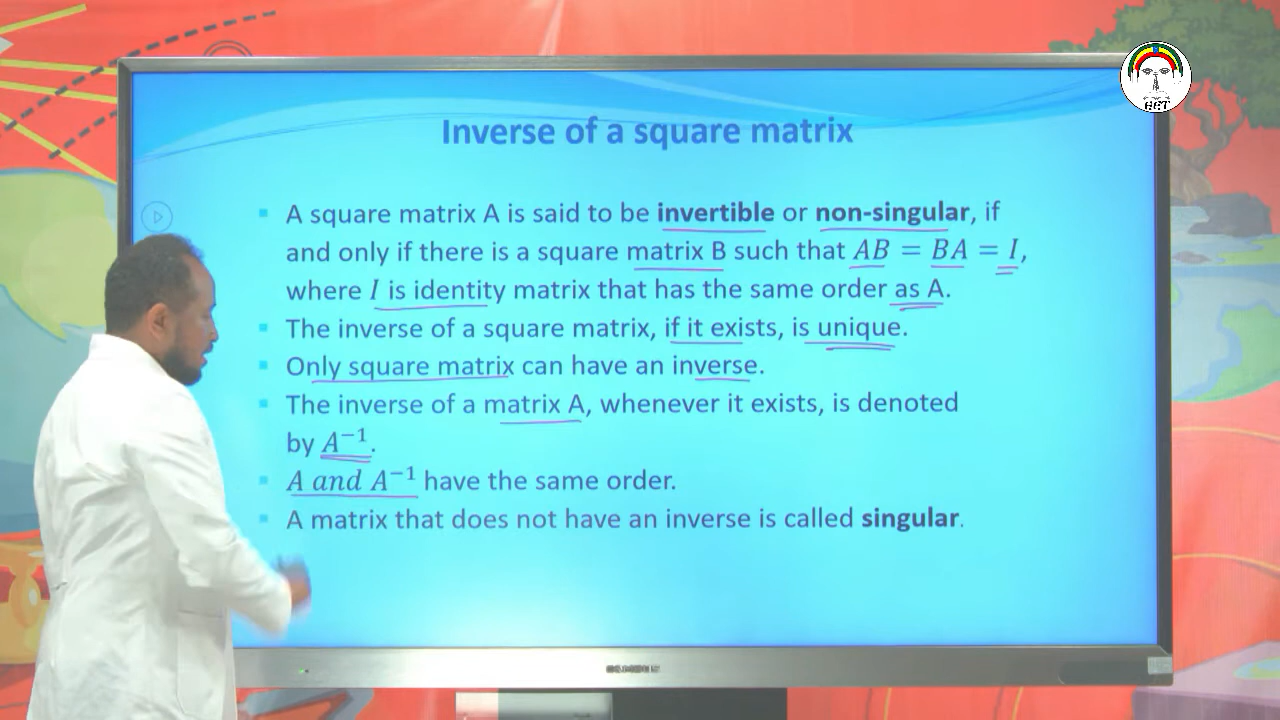 Inverse of a square matrix
▪ A square matrix A is said to be invertible or non-singular, if
and only if there is a square matrix B such that AB = BA = I,
where I is identity matrix that has the same order as A.
▪ The inverse of a square matrix, if it exists, is unique.
▪ Only square matrix can have an inverse.
▪ The inverse of a matrix A, whenever it exists, is denoted
by A⁻¹.
▪ A and A⁻¹ have the same order.
▪ A matrix that does not have an inverse is called singular.